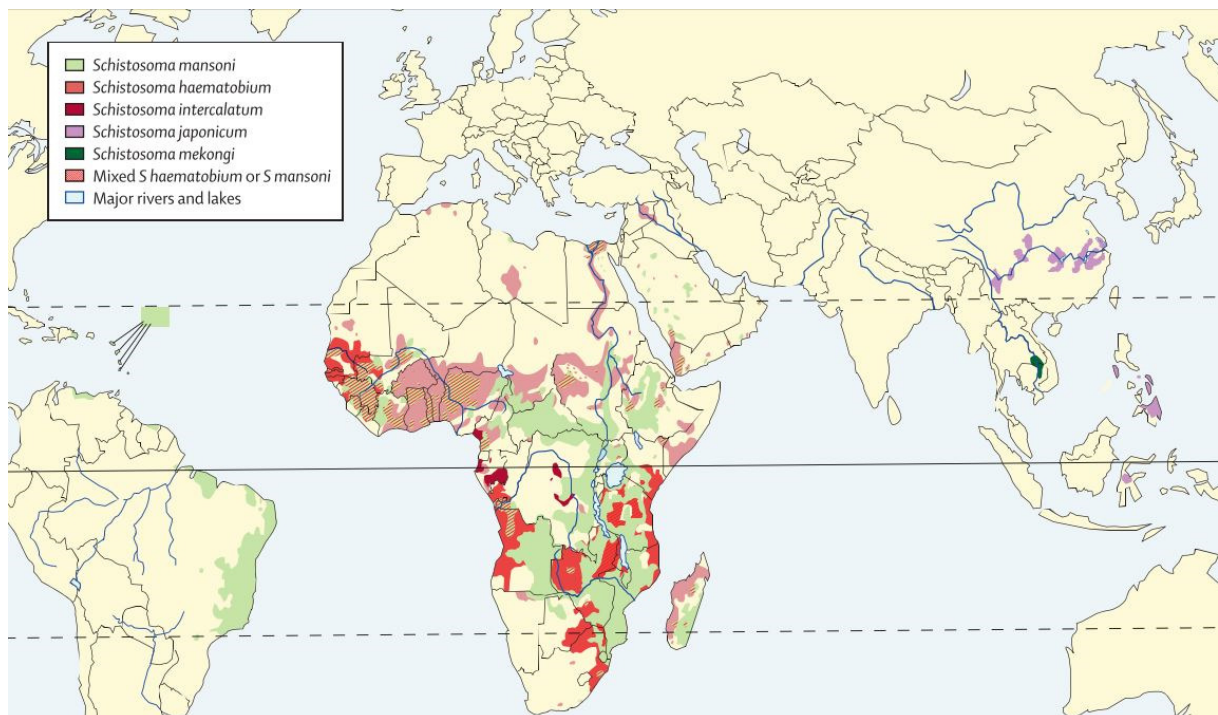 Schistosoma mansoni
Schistosoma haematobium
Schistosoma intercalatum
Schistosoma japonicum
Schistosoma mekongi
Mixed S haematobium or S mansoni
Major rivers and lakes